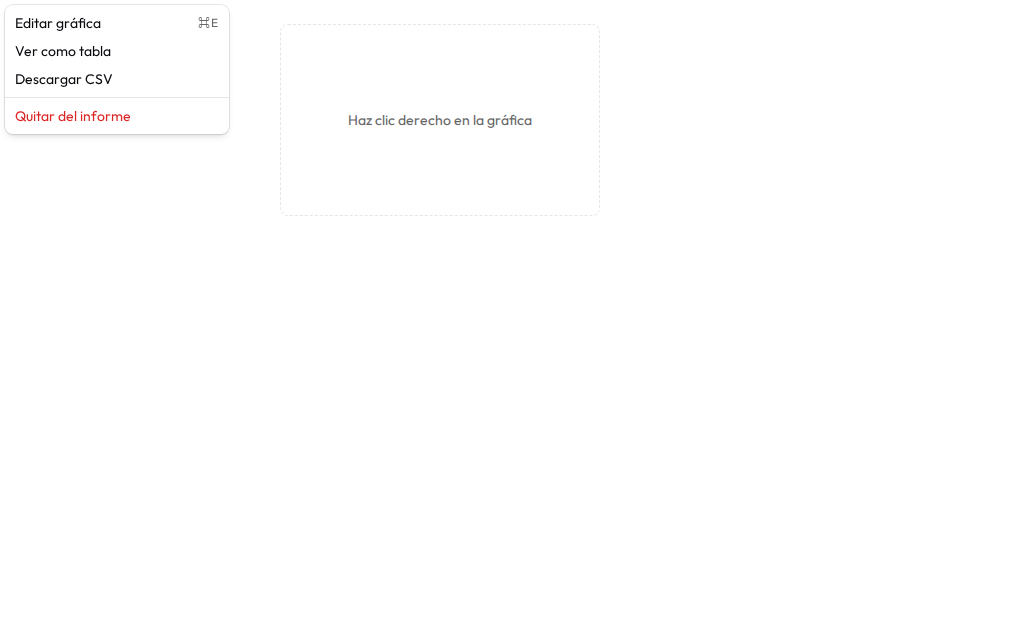 Editar gráfica ⌘E
Ver como tabla
Descargar CSV
Quitar del informe
Haz clic derecho en la gráfica